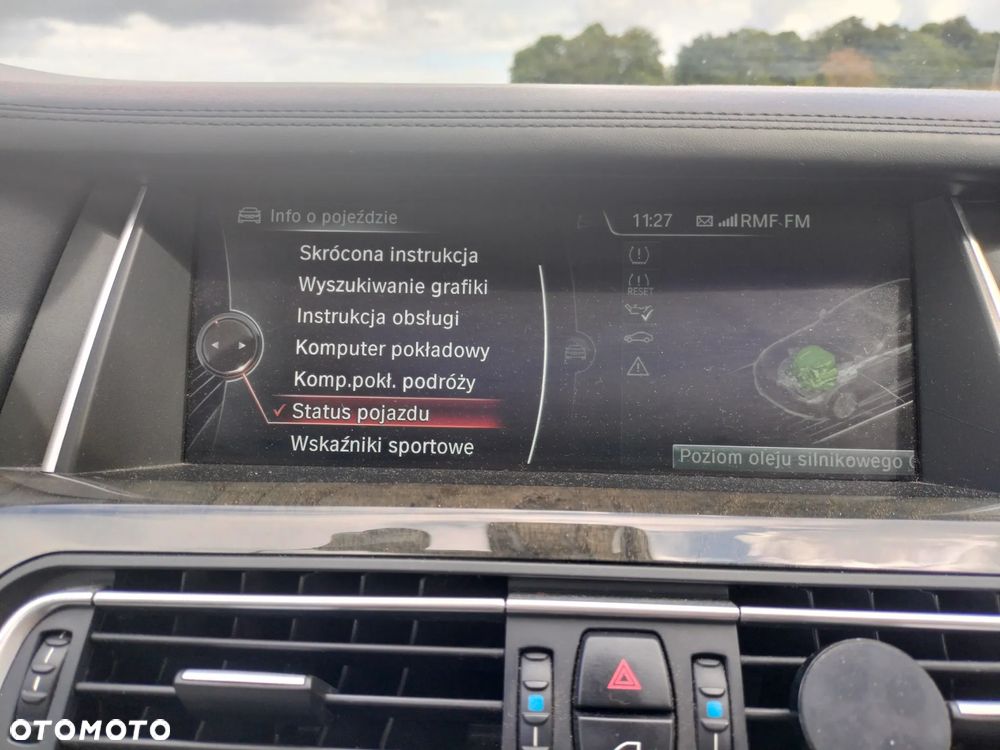 Info o pojeździe
11:27 RMF FM
Skrócona instrukcja
Wyszukiwanie grafiki
Instrukcja obsługi
Komputer pokładowy
Komp.pokł. podróży
Status pojazdu
Wskaźniki sportowe
RESET
Poziom oleju silnikowego
OTOMOTO